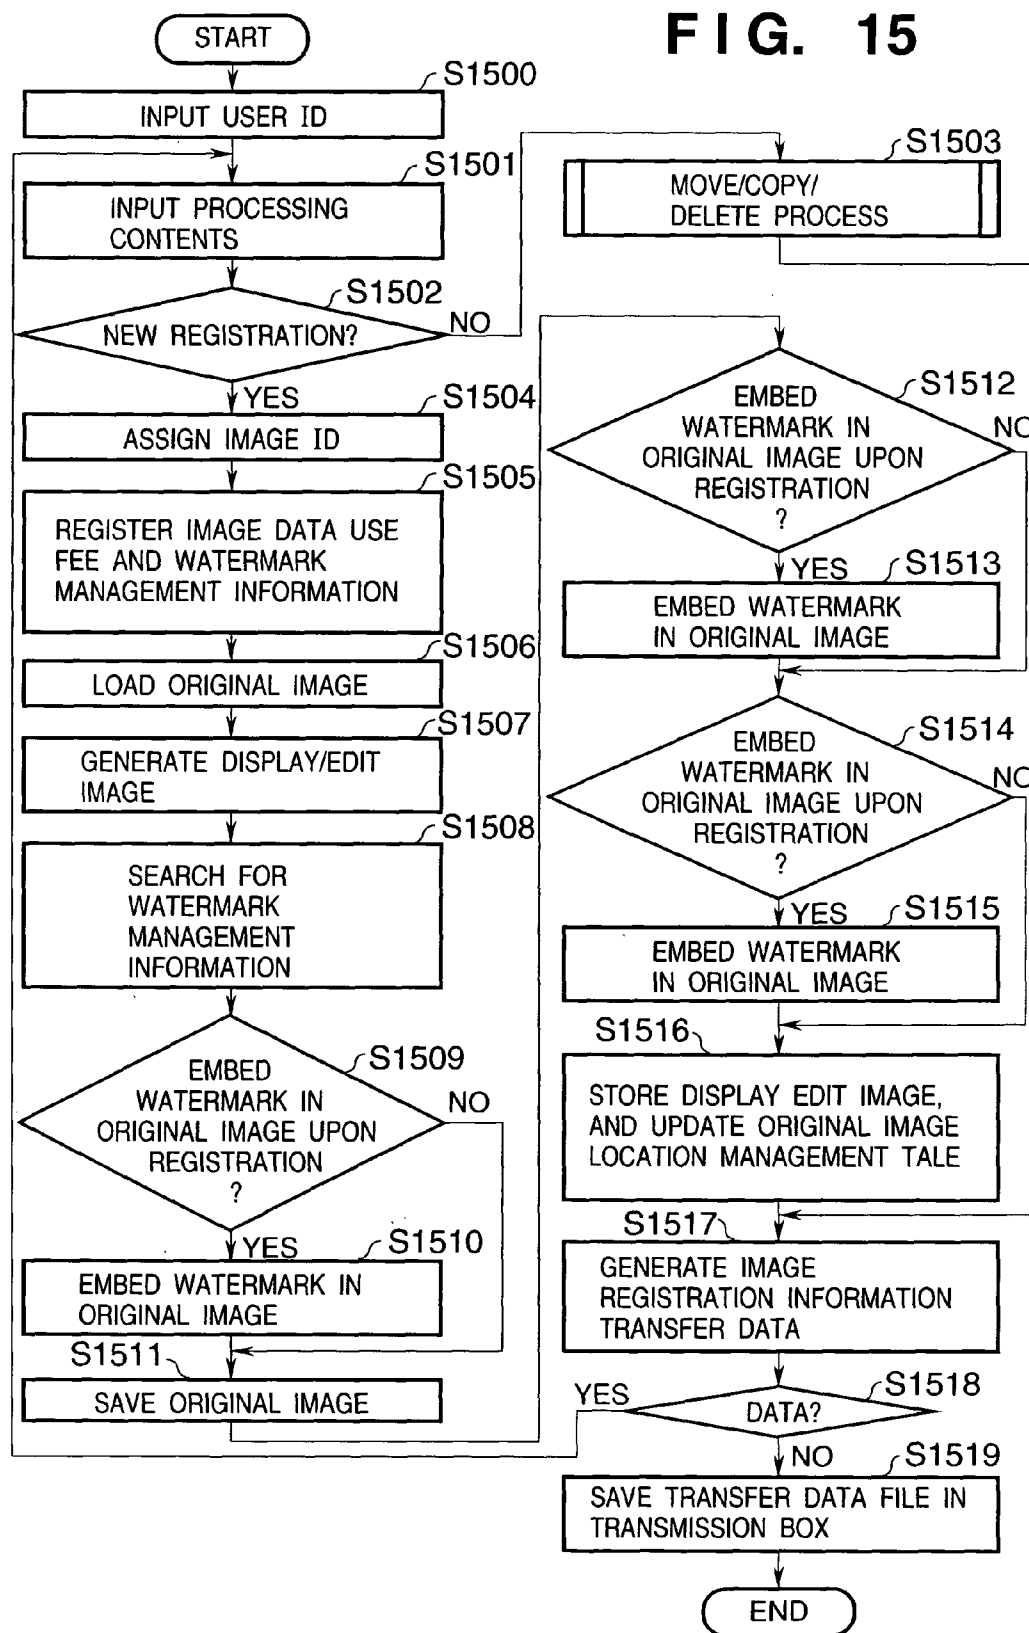 FIG. 15
START
S1500
INPUT USER ID
S1501
INPUT PROCESSING
CONTENTS
S1502
NEW REGISTRATION?
NO
YES
S1503
MOVE/COPY/
DELETE PROCESS
S1504
ASSIGN IMAGE ID
S1505
REGISTER IMAGE DATA USE
FEE AND WATERMARK
MANAGEMENT INFORMATION
S1506
LOAD ORIGINAL IMAGE
S1507
GENERATE DISPLAY/EDIT
IMAGE
S1508
SEARCH FOR
WATERMARK
MANAGEMENT
INFORMATION
S1509
EMBED
WATERMARK IN
ORIGINAL IMAGE UPON
REGISTRATION
?
NO
YES
S1510
EMBED WATERMARK IN
ORIGINAL IMAGE
S1511
SAVE ORIGINAL IMAGE
S1512
EMBED
WATERMARK IN
ORIGINAL IMAGE UPON
REGISTRATION
?
NO
YES
S1513
EMBED WATERMARK
IN ORIGINAL IMAGE
S1514
EMBED
WATERMARK IN
ORIGINAL IMAGE UPON
REGISTRATION
?
NO
YES
S1515
EMBED WATERMARK
IN ORIGINAL IMAGE
S1516
STORE DISPLAY EDIT IMAGE,
AND UPDATE ORIGINAL IMAGE
LOCATION MANAGEMENT TALE
S1517
GENERATE IMAGE
REGISTRATION INFORMATION
TRANSFER DATA
S1518
DATA?
YES
NO
S1519
SAVE TRANSFER DATA FILE IN
TRANSMISSION BOX
END